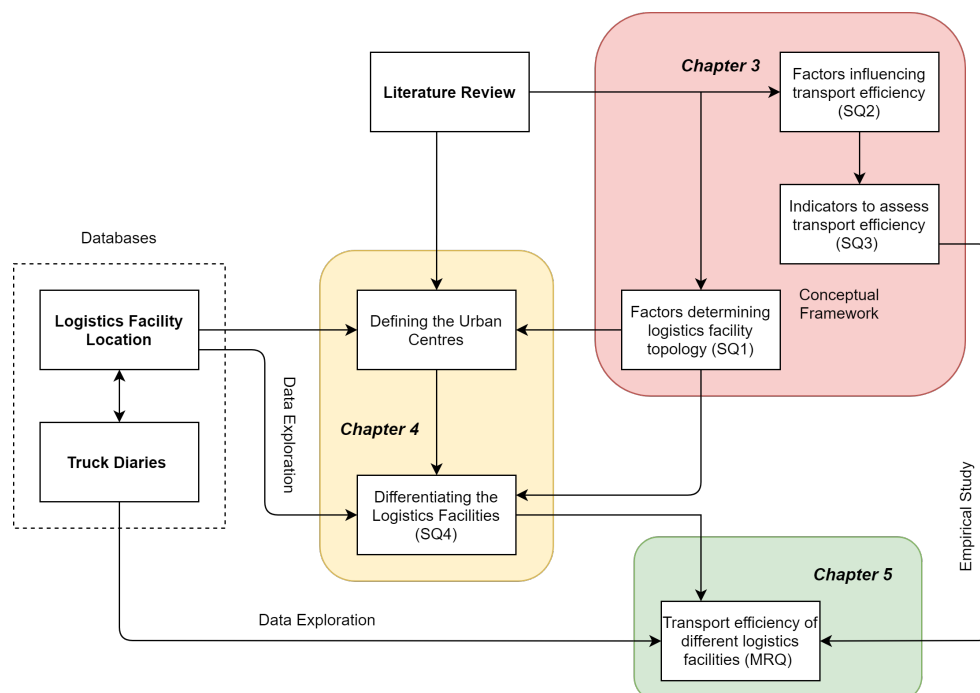 Chapter 3
Literature Review
Factors influencing
transport efficiency
(SQ2)
Indicators to assess
transport efficiency
(SQ3)
Databases
Conceptual
Framework
Logistics Facility
Location
Defining the Urban
Centres
Factors determining
logistics facility
topology (SQ1)
Data Exploration
Chapter 4
Truck Diaries
Differentiating the
Logistics Facilities
(SQ4)
Empirical Study
Chapter 5
Data Exploration
Transport efficiency of
different logistics
facilities (MRQ)